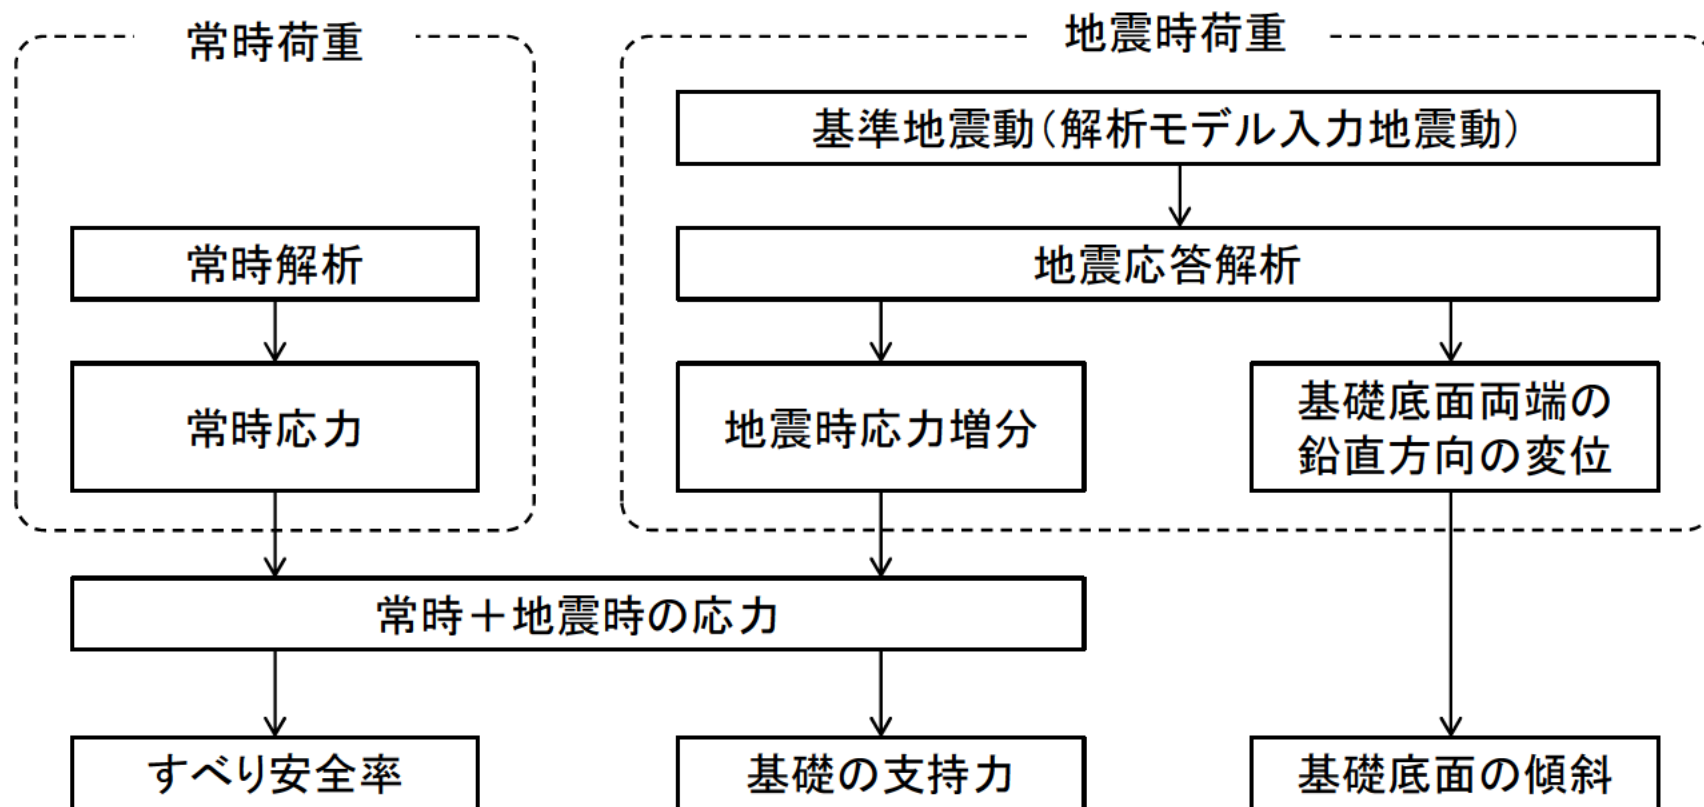 常時荷重
地震時荷重
基準地震動(解析モデル入力地震動)
常時解析
地震応答解析
常時応力
地震時応力増分
基礎底面両端の
鉛直方向の変位
常時＋地震時の応力
すべり安全率
基礎の支持力
基礎底面の傾斜